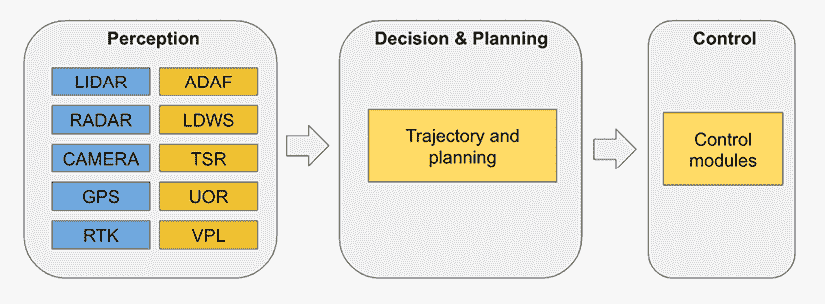 Perception
LIDAR
ADAF
RADAR
LDWS
CAMERA
TSR
GPS
UOR
RTK
VPL
Decision & Planning
Trajectory and
planning
Control
Control
modules